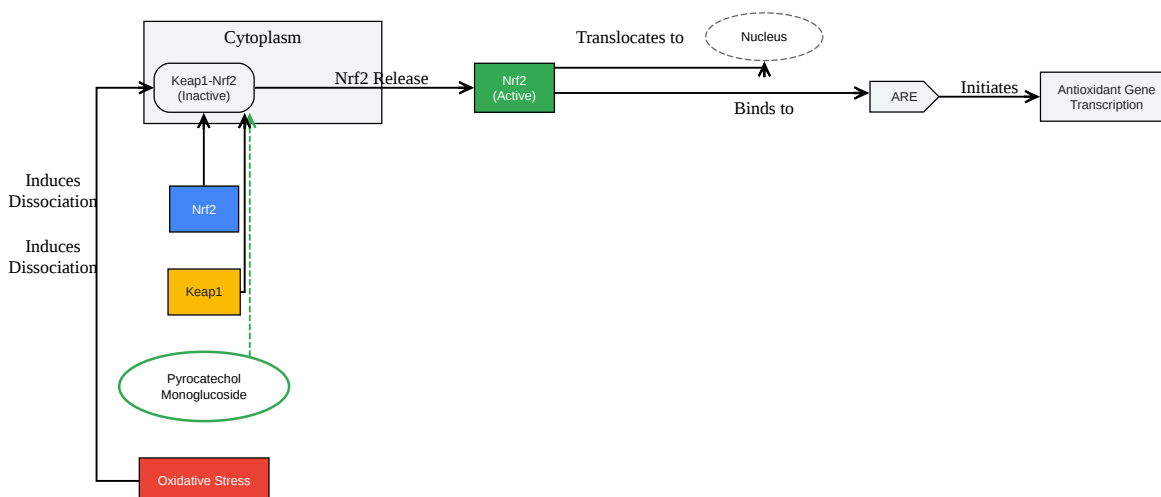 Cytoplasm
Translocates to
Nucleus
Keap1-Nrf2
(Inactive)
Nrf2 Release
Nrf2
(Active)
Binds to
ARE
Initiates
Antioxidant Gene
Transcription
Induces
Dissociation
Nrf2
Induces
Dissociation
Keap1
Pyrocatechol
Monoglucoside
Oxidative Stress